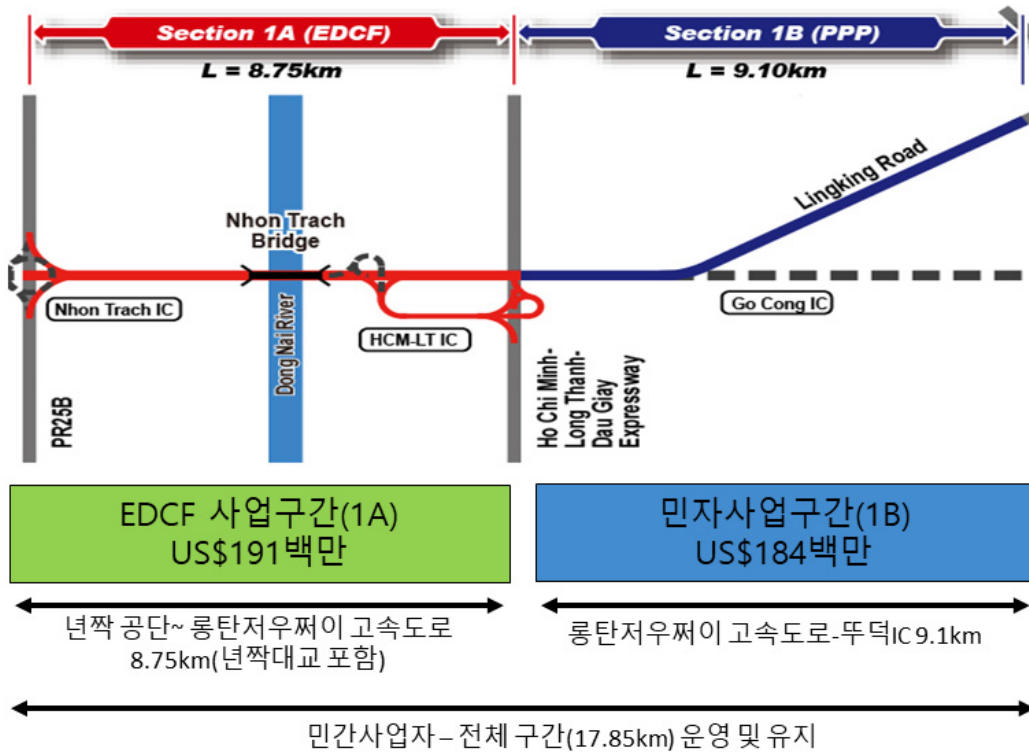 Section 1A (EDCF)
Section 1B (PPP)
L = 8.75km
L = 9.10km
Lingking Road
Nhon Trach
Bridge
Nhon Trach IC
Dong Nai River
HCM-LT IC
Go Cong IC
PR25B
Ho Chi Minh-
Long Thanh-
Dau Giay
Expressway
EDCF 사업구간(1A)
US$191백만
민자사업구간(1B)
US$184백만
년짝 공단~ 롱탄저우쩌이 고속도로
8.75km(년짝대교 포함)
롱탄저우쩌이 고속도로-뚜덕IC 9.1km
민간사업자 – 전체 구간(17.85km) 운영 및 유지